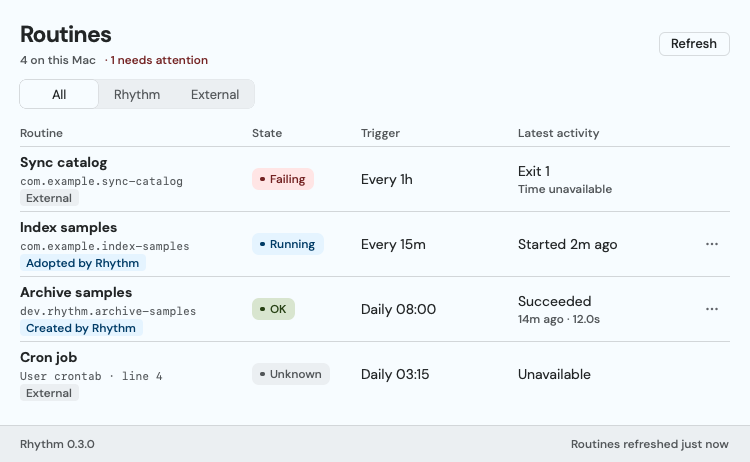 Routines
4 on this Mac · 1 needs attention
Refresh
All Rhythm External
Routine State Trigger Latest activity
Sync catalog
com.example.sync-catalog
External
Failing
Every 1h
Exit 1
Time unavailable
Index samples
com.example.index-samples
Adopted by Rhythm
Running
Every 15m
Started 2m ago
···
Archive samples
dev.rhythm.archive-samples
Created by Rhythm
OK
Daily 08:00
Succeeded
14m ago · 12.0s
···
Cron job
User crontab · line 4
External
Unknown
Daily 03:15
Unavailable
Rhythm 0.3.0
Routines refreshed just now